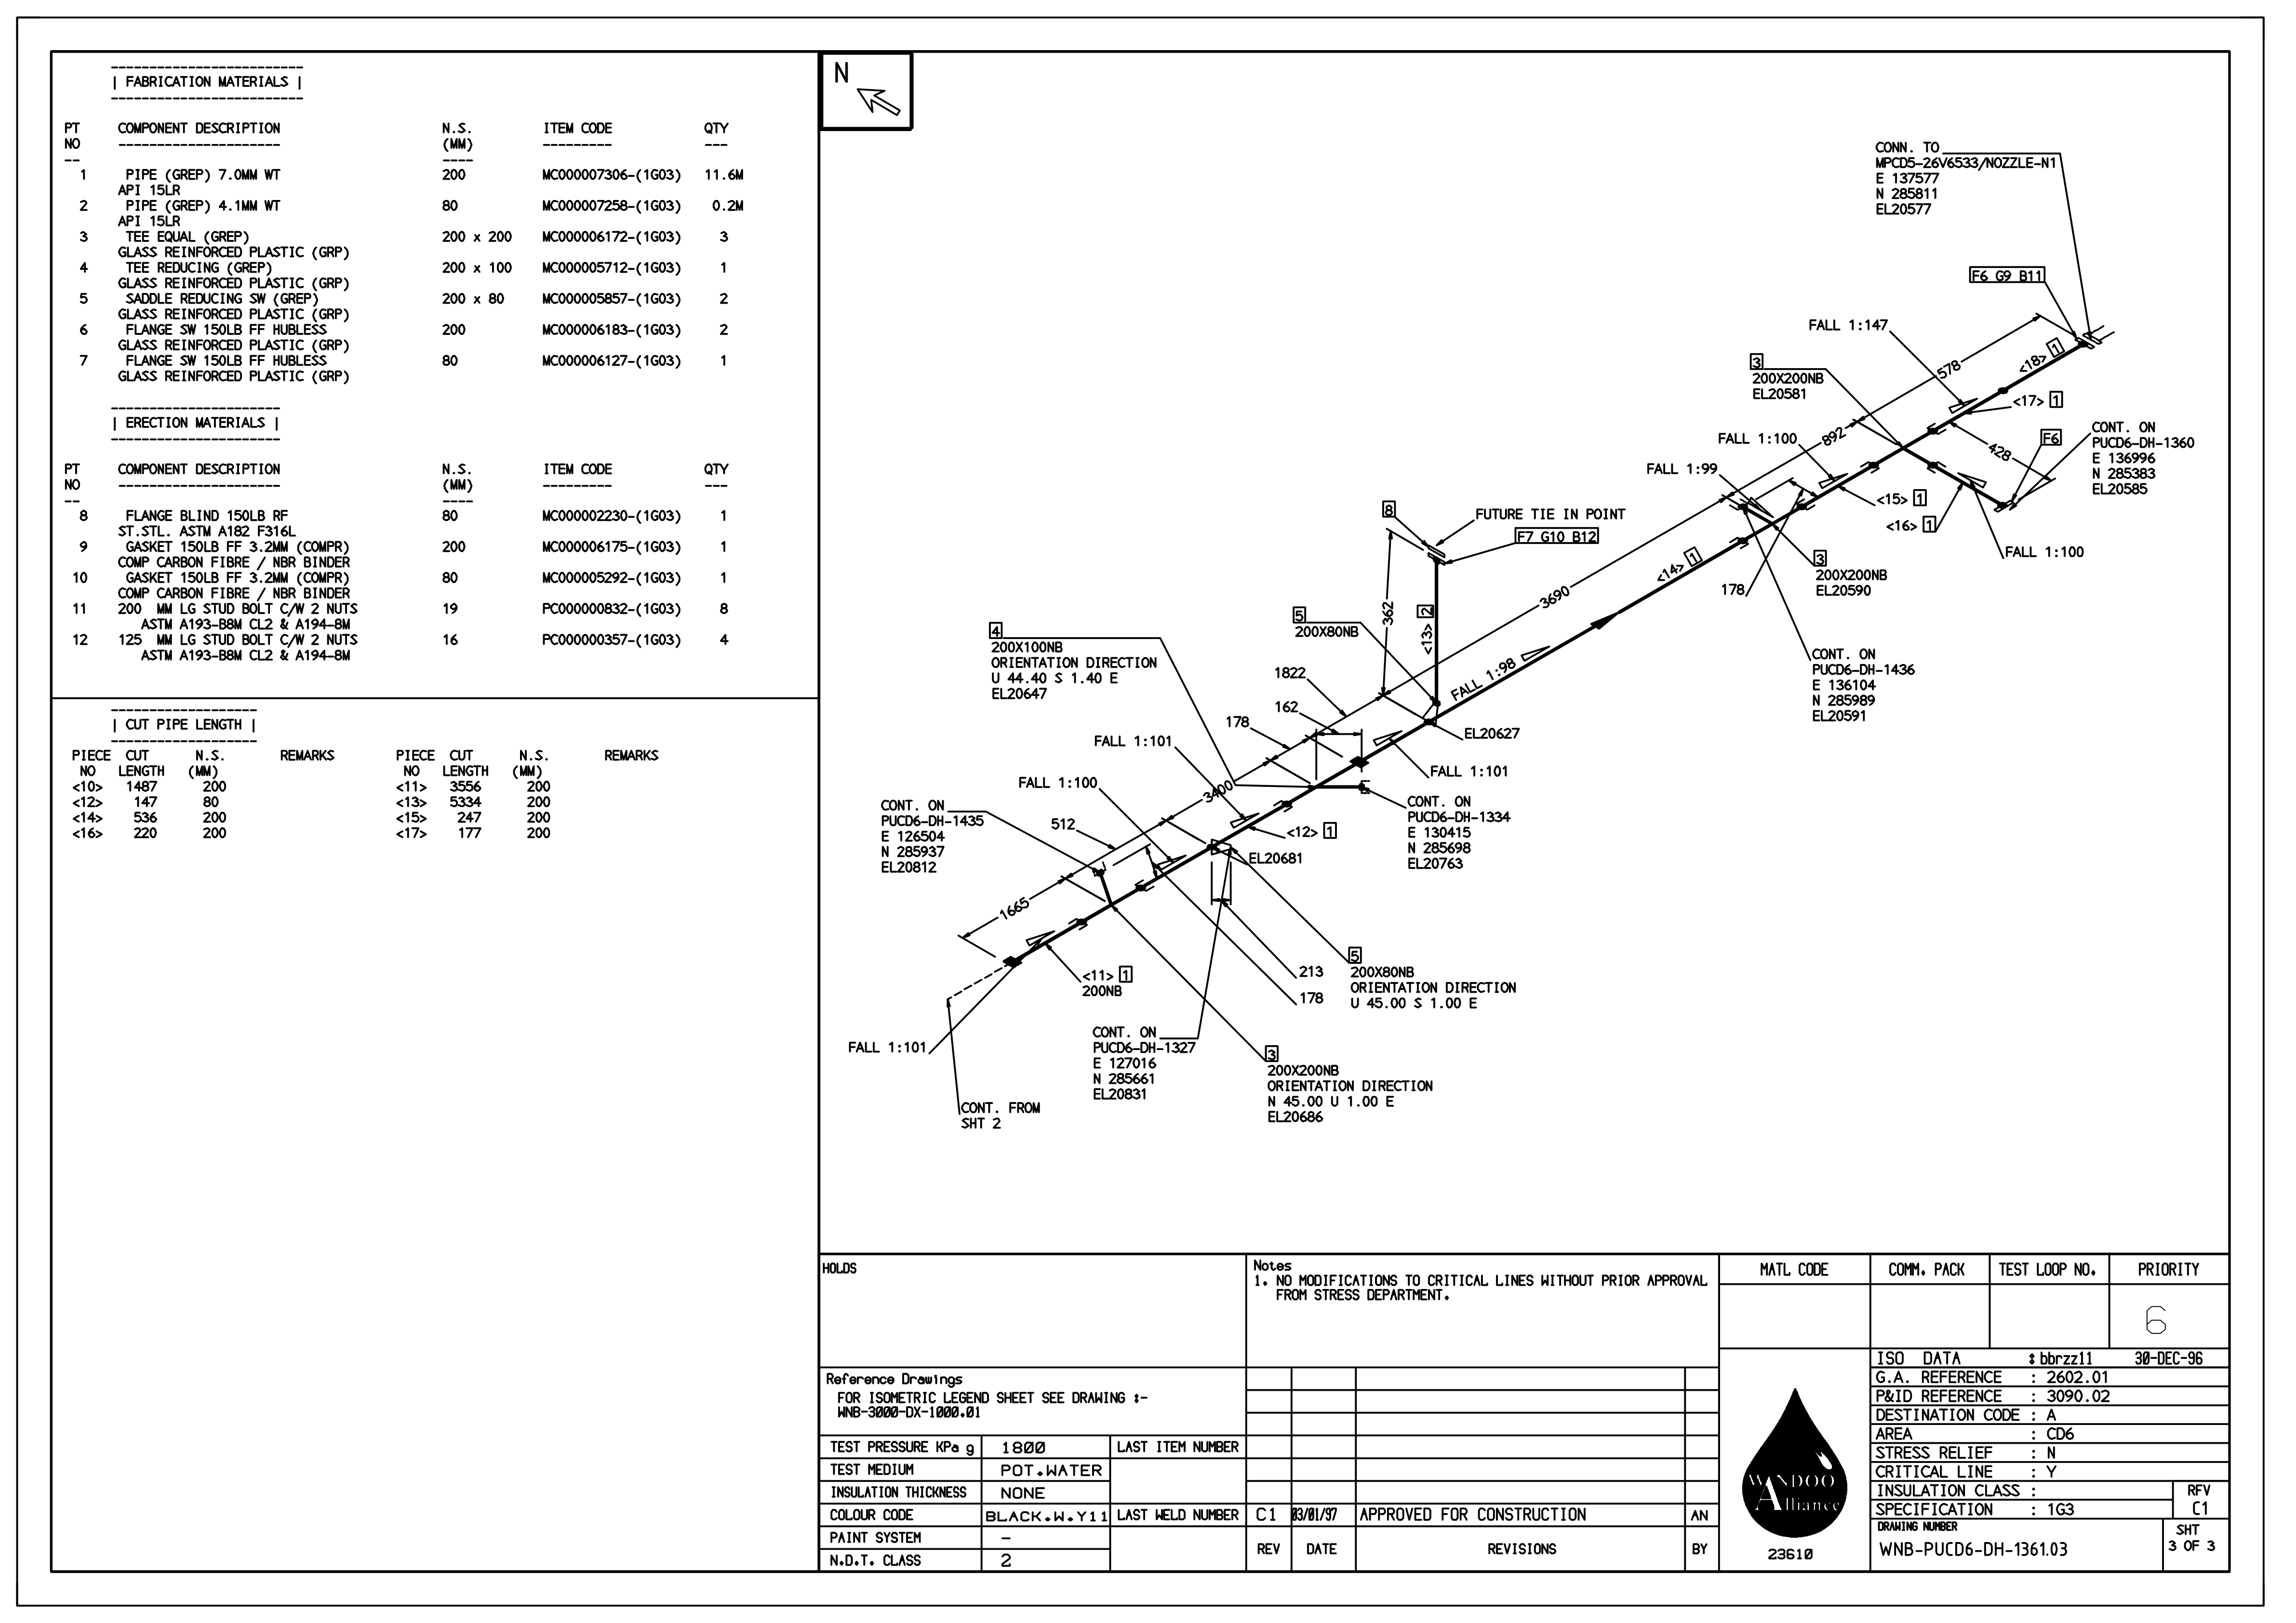 | FABRICATION MATERIALS |
PT COMPONENT DESCRIPTION N.S. ITEM CODE QTY
NO (MM)
1 PIPE (GREP) 7.0MM WT 200 MC000007306-(1G03) 11.6M
API 15LR
2 PIPE (GREP) 4.1MM WT 80 MC000007258-(1G03) 0.2M
API 15LR
3 TEE EQUAL (GREP) 200 x 200 MC000006172-(1G03) 3
GLASS REINFORCED PLASTIC (GRP)
4 TEE REDUCING (GREP) 200 x 100 MC000005712-(1G03) 1
GLASS REINFORCED PLASTIC (GRP)
5 SADDLE REDUCING SW (GREP) 200 x 80 MC000005857-(1G03) 2
GLASS REINFORCED PLASTIC (GRP)
6 FLANGE SW 150LB FF HUBLESS 200 MC000006183-(1G03) 2
GLASS REINFORCED PLASTIC (GRP)
7 FLANGE SW 150LB FF HUBLESS 80 MC000006127-(1G03) 1
GLASS REINFORCED PLASTIC (GRP)
| ERECTION MATERIALS |
PT COMPONENT DESCRIPTION N.S. ITEM CODE QTY
NO (MM)
8 FLANGE BLIND 150LB RF 80 MC000002230-(1G03) 1
ST.STL. ASTM A182 F316L
9 GASKET 150LB FF 3.2MM (COMPR) 200 MC000006175-(1G03) 1
COMP CARBON FIBRE / NBR BINDER
10 GASKET 150LB FF 3.2MM (COMPR) 80 MC000005292-(1G03) 1
COMP CARBON FIBRE / NBR BINDER
11 200 MM LG STUD BOLT C/W 2 NUTS 19 PC000000832-(1G03) 8
ASTM A193-B8M CL2 & A194-8M
12 125 MM LG STUD BOLT C/W 2 NUTS 16 PC000000357-(1G03) 4
ASTM A193-B8M CL2 & A194-8M
| CUT PIPE LENGTH |
PIECE CUT N.S. REMARKS PIECE CUT N.S. REMARKS
NO LENGTH (MM) NO LENGTH (MM)
<10> 1487 200 <11> 3556 200
<12> 147 80 <13> 5334 200
<14> 536 200 <15> 247 200
<16> 220 200 <17> 177 200
N
CONN. TO
MPCD5-26V6533/NOZZLE-N1
E 137577
N 285811
EL20577
F6 G9 B11
FALL 1:147
578
<18> 1
3
200X200NB
EL20581
<17> 1
892
FALL 1:100
428
F6
CONT. ON
PUCD6-DH-1360
E 136996
N 285383
EL20585
FALL 1:99
<15> 1
<16> 1
FALL 1:100
8
FUTURE TIE IN POINT
F7 G10 B12
<14> 1
178
3
200X200NB
EL20590
3690
362
<13> 2
5
200X80NB
4
200X100NB
ORIENTATION DIRECTION
U 44.40 S 1.40 E
EL20647
CONT. ON
PUCD6-DH-1436
E 136104
N 285989
EL20591
FALL 1:98
1822
162
178
EL20627
FALL 1:101
FALL 1:101
FALL 1:100
3400
CONT. ON
PUCD6-DH-1435
E 126504
N 285937
EL20812
512
<12> 1
CONT. ON
PUCD6-DH-1334
E 130415
N 285698
EL20763
EL20681
1665
<11> 1
200NB
213
178
5
200X80NB
ORIENTATION DIRECTION
U 45.00 S 1.00 E
FALL 1:101
CONT. ON
PUCD6-DH-1327
E 127016
N 285661
EL20831
3
200X200NB
ORIENTATION DIRECTION
N 45.00 U 1.00 E
EL20686
CONT. FROM
SHT 2
HOLDS
Notes
1. NO MODIFICATIONS TO CRITICAL LINES WITHOUT PRIOR APPROVAL
FROM STRESS DEPARTMENT.
MATL CODE COMM. PACK TEST LOOP NO. PRIORITY
6
Reference Drawings
FOR ISOMETRIC LEGEND SHEET SEE DRAWING :-
WNB-3000-DX-1000.01
TEST PRESSURE KPa g 1800 LAST ITEM NUMBER
TEST MEDIUM POT.WATER
INSULATION THICKNESS NONE
COLOUR CODE BLACK.W.Y11 LAST WELD NUMBER
PAINT SYSTEM -
N.D.T. CLASS 2
C1 03/01/97 APPROVED FOR CONSTRUCTION AN
REV DATE REVISIONS BY
WANDOO
Alliance
23610
ISO DATA : bbrzz11 30-DEC-96
G.A. REFERENCE : 2602.01
P&ID REFERENCE : 3090.02
DESTINATION CODE : A
AREA : CD6
STRESS RELIEF : N
CRITICAL LINE : Y
INSULATION CLASS : RFV
SPECIFICATION : 1G3 C1
DRAWING NUMBER SHT
WNB-PUCD6-DH-1361.03 3 OF 3